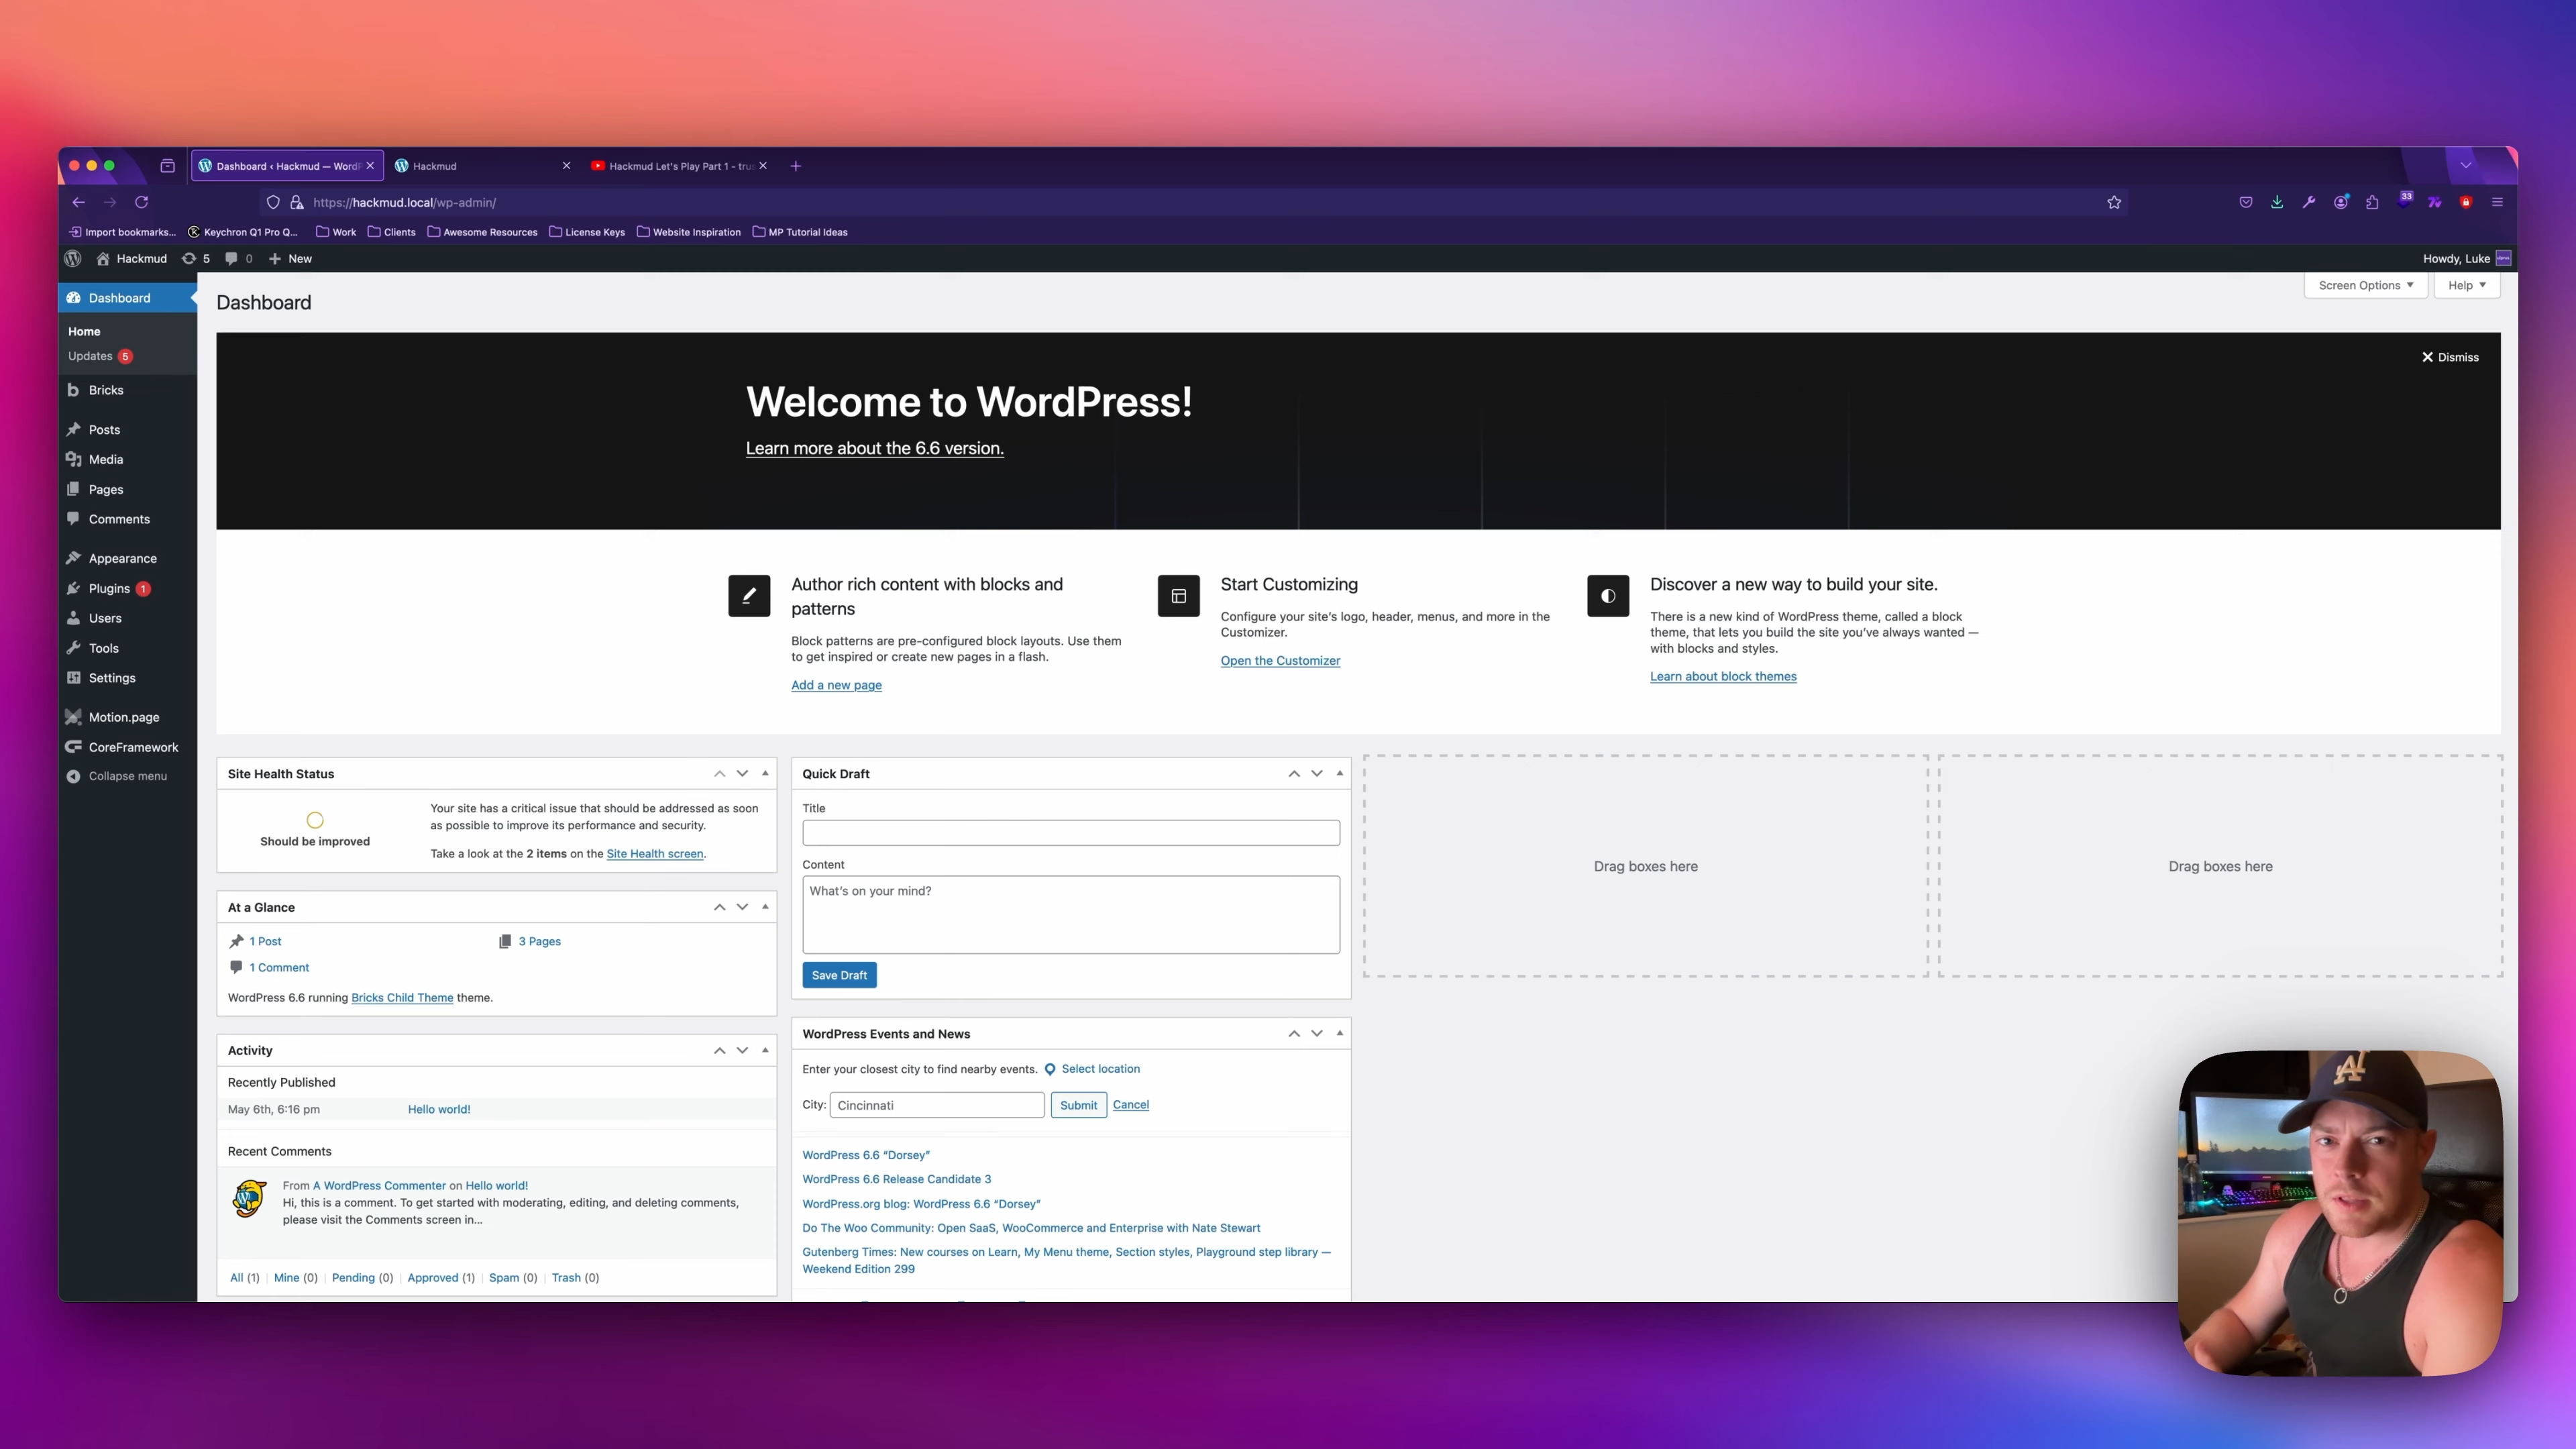 Dashboard ‹ Hackmud — WordP
Hackmud
Hackmud Let's Play Part 1 - trus
https://hackmud.local/wp-admin/
33
Import bookmarks...
Keychron Q1 Pro Q...
Work
Clients
Awesome Resources
License Keys
Website Inspiration
MP Tutorial Ideas
Hackmud
5
0
New
Howdy, Luke
Dashboard
Home
Updates 5
Bricks
Posts
Media
Pages
Comments
Appearance
Plugins 1
Users
Tools
Settings
Motion.page
CoreFramework
Collapse menu
Dashboard
Screen Options
Help
Welcome to WordPress!
Learn more about the 6.6 version.
Dismiss
Author rich content with blocks and
patterns
Block patterns are pre-configured block layouts. Use them
to get inspired or create new pages in a flash.
Add a new page
Start Customizing
Configure your site's logo, header, menus, and more in the
Customizer.
Open the Customizer
Discover a new way to build your site.
There is a new kind of WordPress theme, called a block
theme, that lets you build the site you've always wanted —
with blocks and styles.
Learn about block themes
Site Health Status
Should be improved
Your site has a critical issue that should be addressed as soon
as possible to improve its performance and security.
Take a look at the 2 items on the Site Health screen.
At a Glance
1 Post
3 Pages
1 Comment
WordPress 6.6 running Bricks Child Theme theme.
Activity
Recently Published
May 6th, 6:16 pm
Hello world!
Recent Comments
From A WordPress Commenter on Hello world!
Hi, this is a comment. To get started with moderating, editing, and deleting comments,
please visit the Comments screen in...
All (1) | Mine (0) | Pending (0) | Approved (1) | Spam (0) | Trash (0)
Quick Draft
Title
Content
What's on your mind?
Save Draft
WordPress Events and News
Enter your closest city to find nearby events.
Select location
City:
Cincinnati
Submit
Cancel
WordPress 6.6 “Dorsey”
WordPress 6.6 Release Candidate 3
WordPress.org blog: WordPress 6.6 “Dorsey”
Do The Woo Community: Open SaaS, WooCommerce and Enterprise with Nate Stewart
Gutenberg Times: New courses on Learn, My Menu theme, Section styles, Playground step library —
Weekend Edition 299
Drag boxes here
Drag boxes here